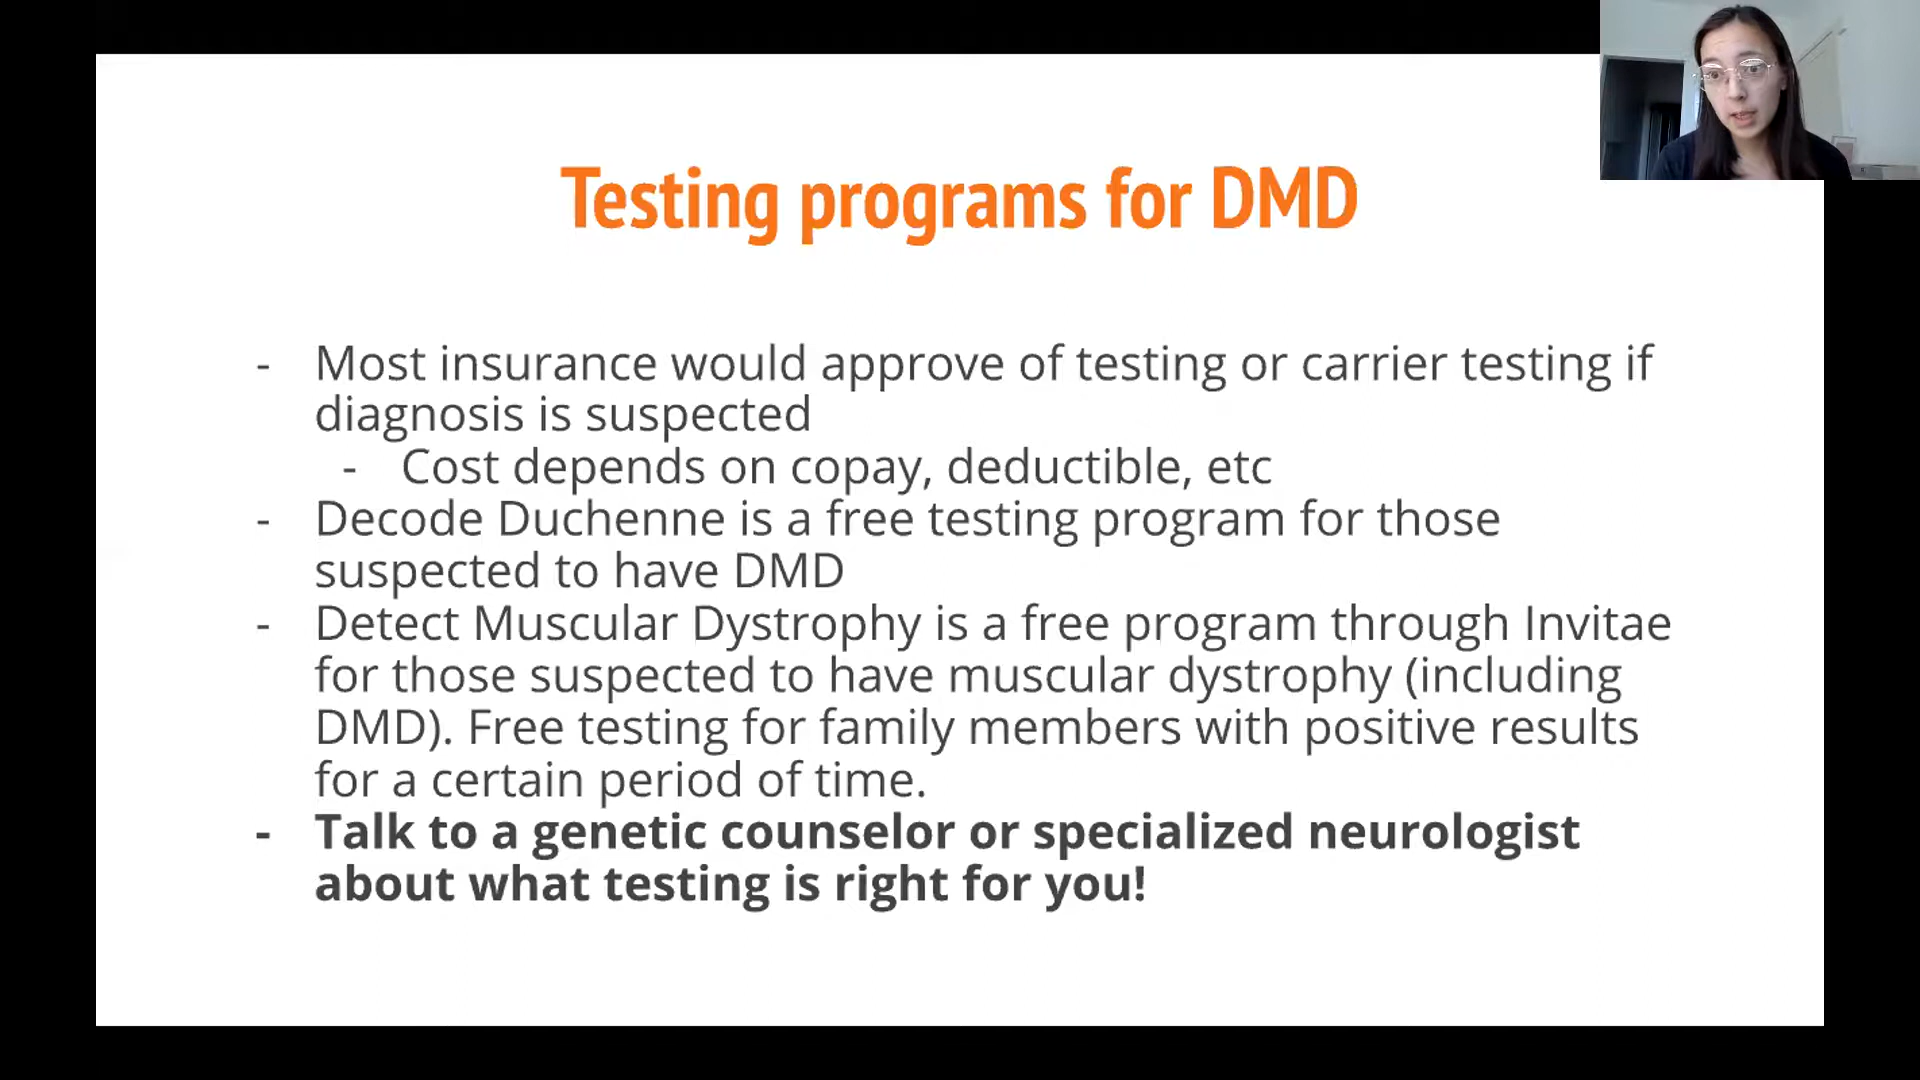 Testing programs for DMD
- Most insurance would approve of testing or carrier testing if
diagnosis is suspected
- Cost depends on copay, deductible, etc
- Decode Duchenne is a free testing program for those
suspected to have DMD
- Detect Muscular Dystrophy is a free program through Invitae
for those suspected to have muscular dystrophy (including
DMD). Free testing for family members with positive results
for a certain period of time.
- Talk to a genetic counselor or specialized neurologist
about what testing is right for you!